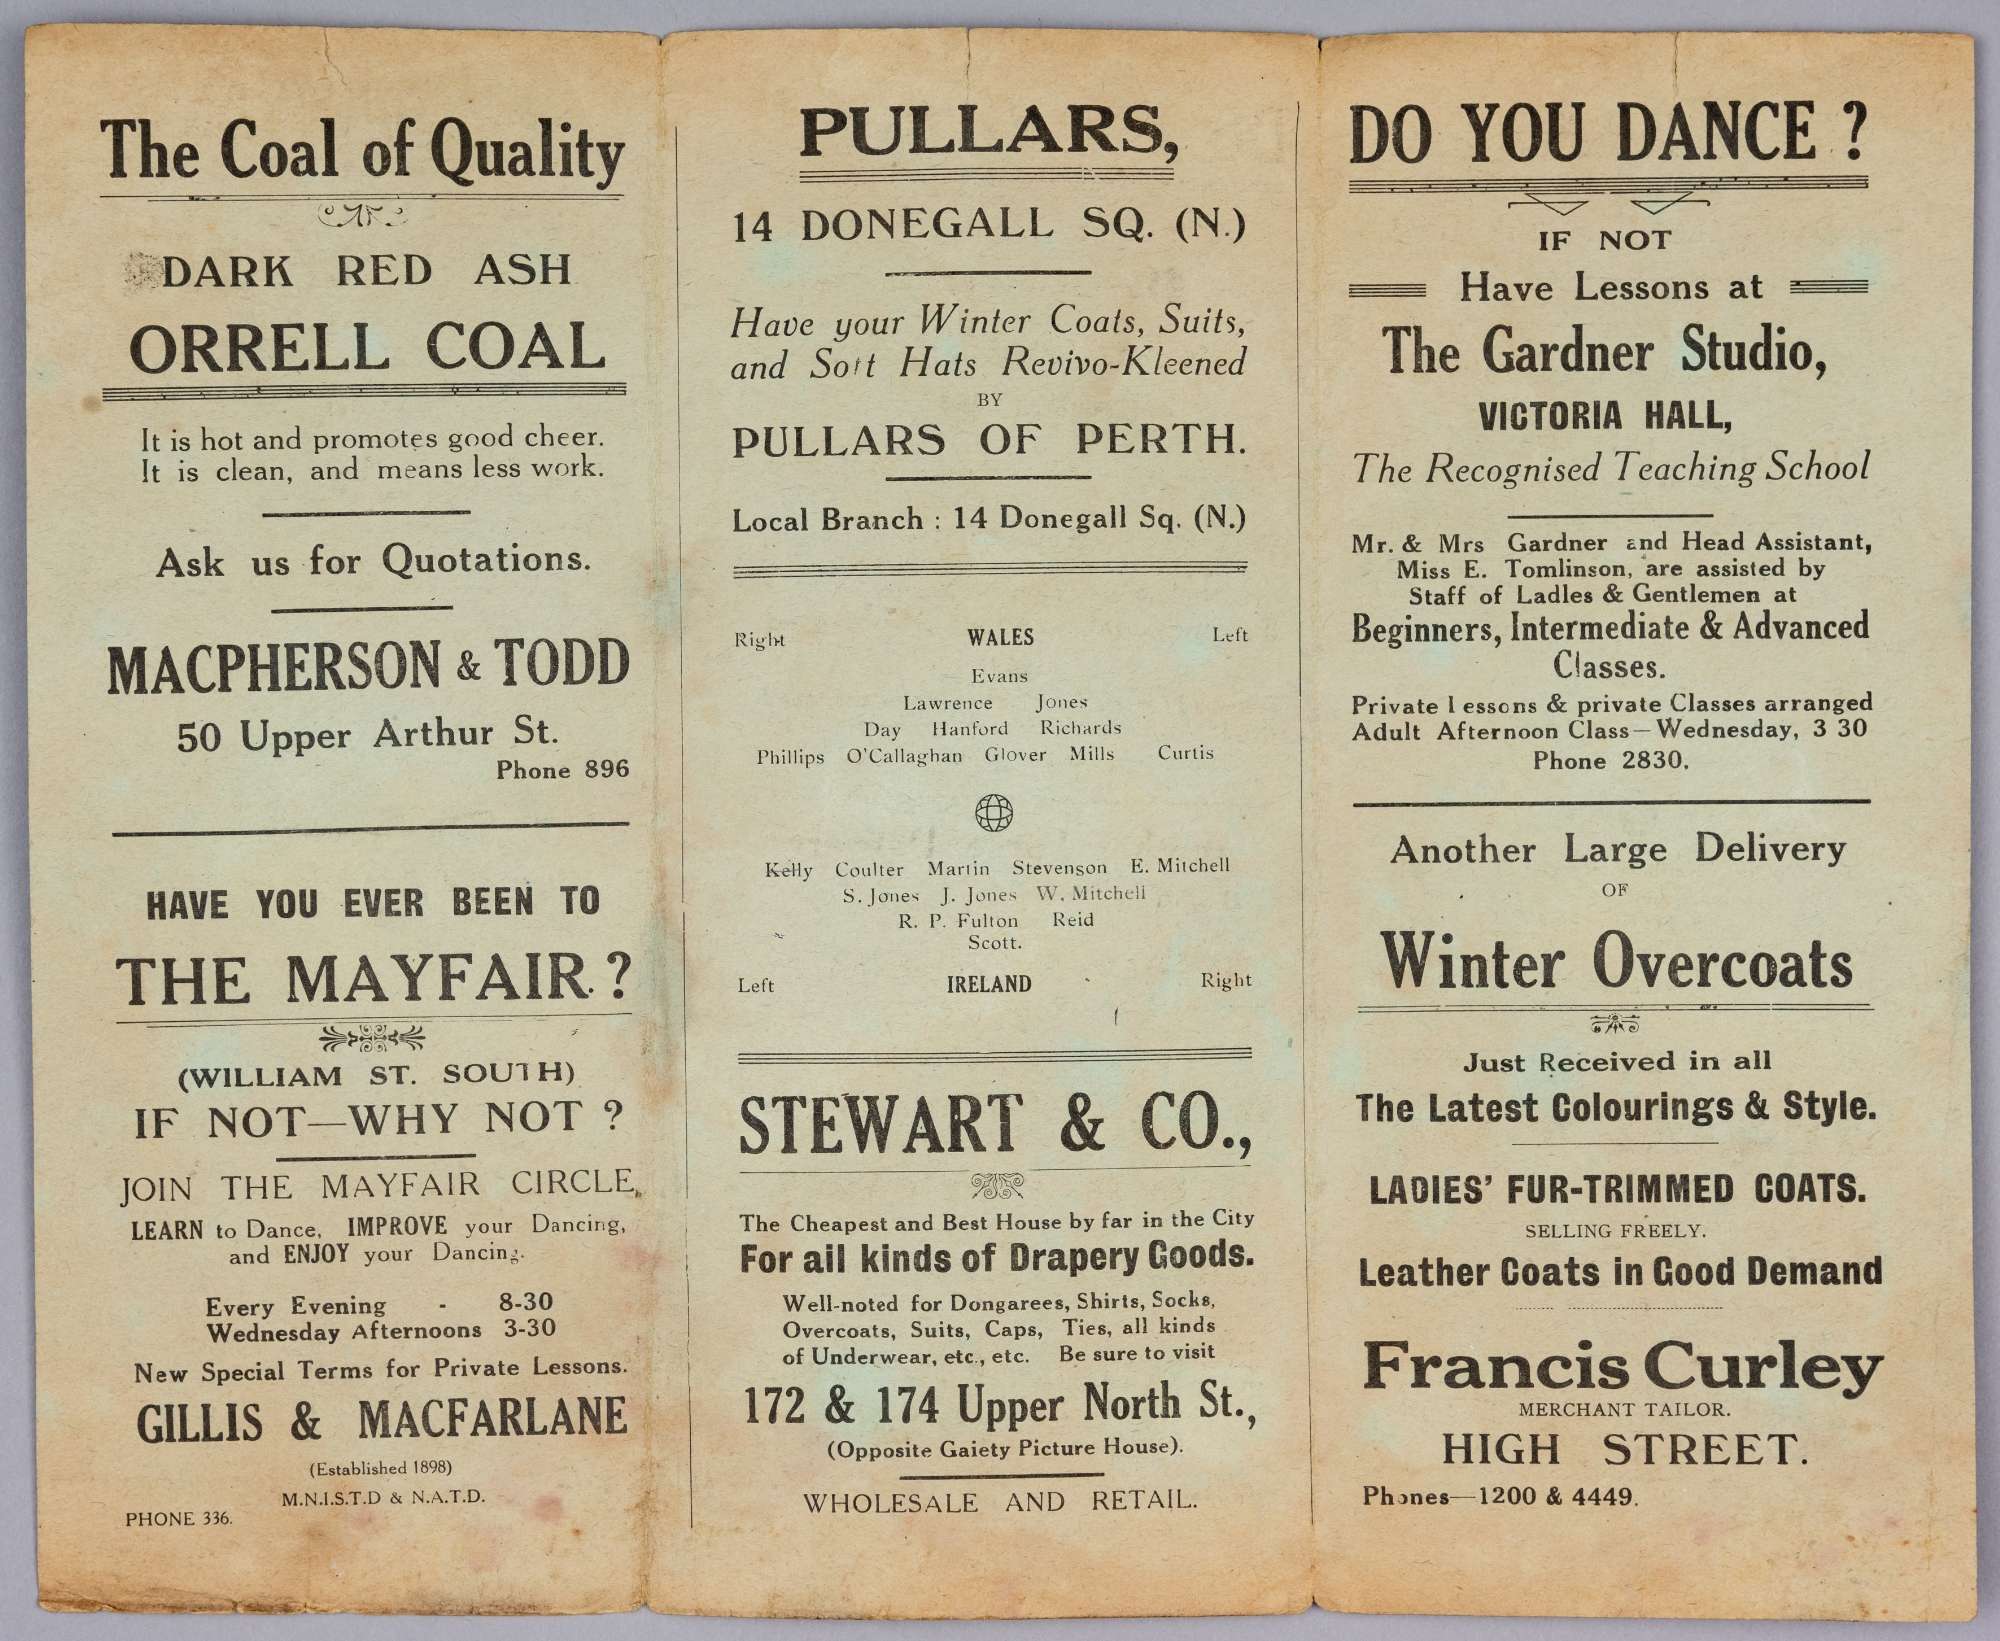 The Coal of Quality
DARK RED ASH
ORRELL COAL
It is hot and promotes good cheer.
It is clean, and means less work.
Ask us for Quotations.
MACPHERSON & TODD
50 Upper Arthur St.
Phone 896
HAVE YOU EVER BEEN TO
THE MAYFAIR.?
(WILLIAM ST. SOUTH)
IF NOT—WHY NOT ?
JOIN THE MAYFAIR CIRCLE,
LEARN to Dance, IMPROVE your Dancing,
and ENJOY your Dancing.
Every Evening - 8-30
Wednesday Afternoons 3-30
New Special Terms for Private Lessons.
GILLIS & MACFARLANE
(Established 1898)
M.N.I.S.T.D & N.A.T.D.
PHONE 336.
PULLARS,
14 DONEGALL SQ. (N.)
Have your Winter Coats, Suits,
and Soft Hats Revivo-Kleened
BY
PULLARS OF PERTH.
Local Branch : 14 Donegall Sq. (N.)
Right WALES Left
Evans
Lawrence Jones
Day Hanford Richards
Phillips O'Callaghan Glover Mills Curtis
Kelly Coulter Martin Stevenson E. Mitchell
S. Jones J. Jones W. Mitchell
R. P. Fulton Reid
Scott.
Left IRELAND Right
STEWART & CO.,
The Cheapest and Best House by far in the City
For all kinds of Drapery Goods.
Well-noted for Dongarees, Shirts, Socks,
Overcoats, Suits, Caps, Ties, all kinds
of Underwear, etc., etc. Be sure to visit
172 & 174 Upper North St.,
(Opposite Gaiety Picture House).
WHOLESALE AND RETAIL.
DO YOU DANCE ?
IF NOT
Have Lessons at
The Gardner Studio,
VICTORIA HALL,
The Recognised Teaching School
Mr. & Mrs Gardner and Head Assistant,
Miss E. Tomlinson, are assisted by
Staff of Ladles & Gentlemen at
Beginners, Intermediate & Advanced
Classes.
Private Lessons & private Classes arranged
Adult Afternoon Class—Wednesday, 3 30
Phone 2830.
Another Large Delivery
OF
Winter Overcoats
Just Received in all
The Latest Colourings & Style.
LADIES' FUR-TRIMMED COATS.
SELLING FREELY.
Leather Coats in Good Demand
Francis Curley
MERCHANT TAILOR.
HIGH STREET.
Phones—1200 & 4449.